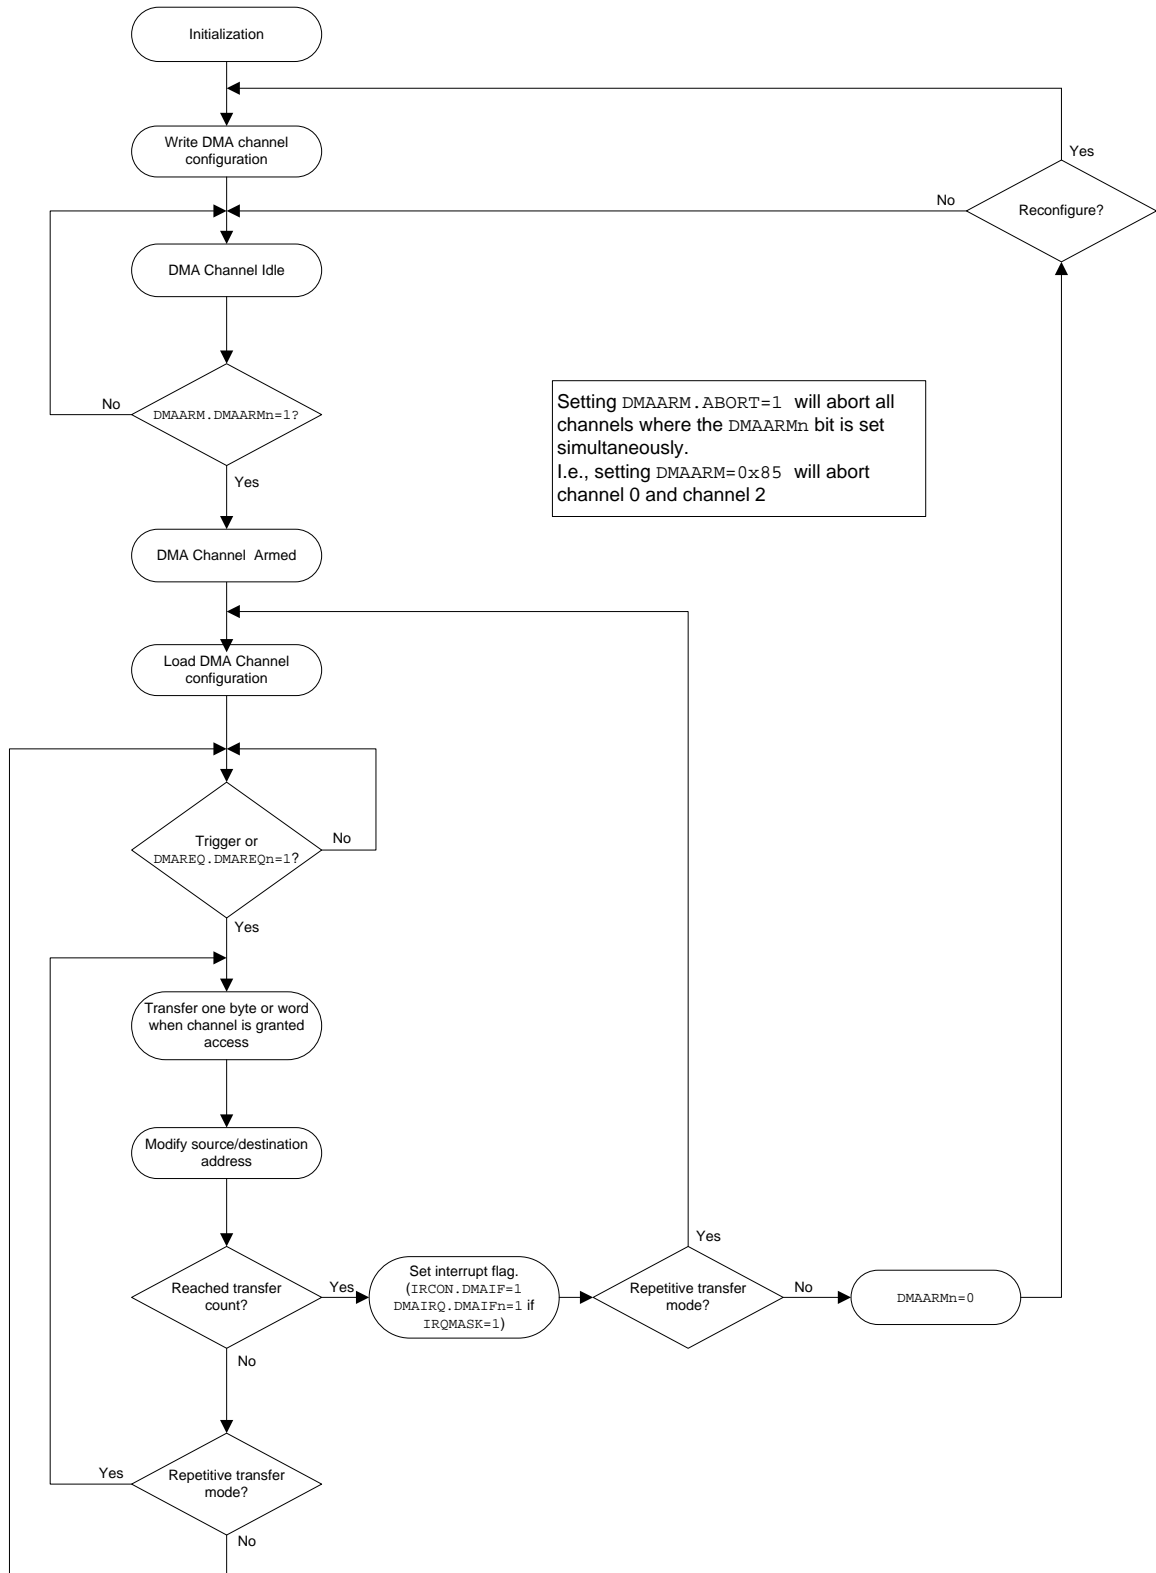 Initialization
Write DMA channel
configuration
Yes
No
Reconfigure?
DMA Channel Idle
No
DMAARM.DMAARMn=1?
Setting DMAARM.ABORT=1 will abort all
channels where the DMAARMn bit is set
simultaneously.
I.e., setting DMAARM=0x85 will abort
channel 0 and channel 2
Yes
DMA Channel Armed
Load DMA Channel
configuration
Trigger or
DMAREQ.DMAREQn=1?
No
Yes
Transfer one byte or word
when channel is granted
access
Modify source/destination
address
Reached transfer
count?
Yes
Set interrupt flag.
(IRCON.DMAIF=1
DMAIRQ.DMAIFn=1 if
IRQMASK=1)
Yes
Repetitive transfer
mode?
No
DMAARMn=0
No
Yes
Repetitive transfer
mode?
No